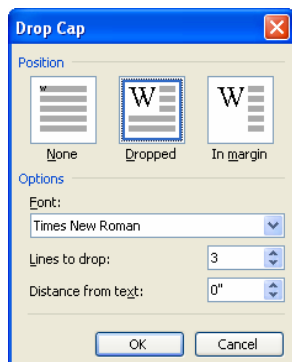 Drop Cap
Position
W W W
None Dropped In margin
Options
Font:
Times New Roman
Lines to drop: 3
Distance from text: 0"
OK Cancel